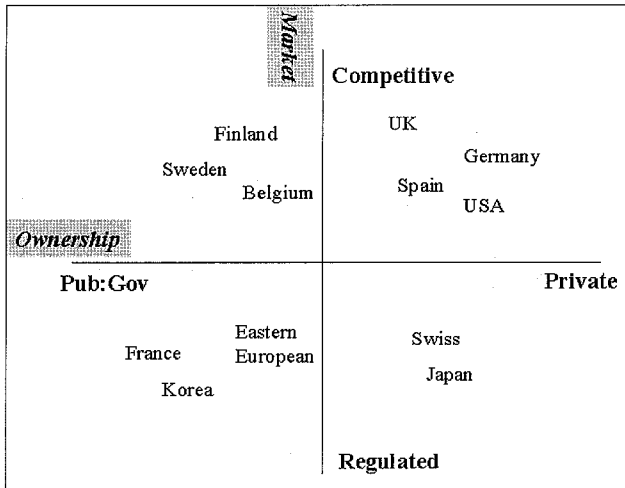 Market
Competitive
UK
Finland
Germany
Sweden
Spain
Belgium
USA
Ownership
Pub:Gov
Private
Eastern
European
Swiss
France
Japan
Korea
Regulated